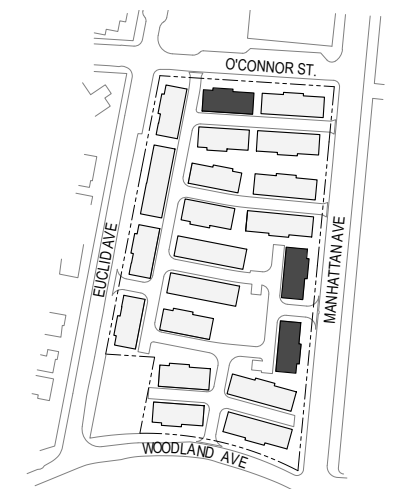 O'CONNOR ST.
EUCLID AVE
MANHATTAN AVE
WOODLAND AVE